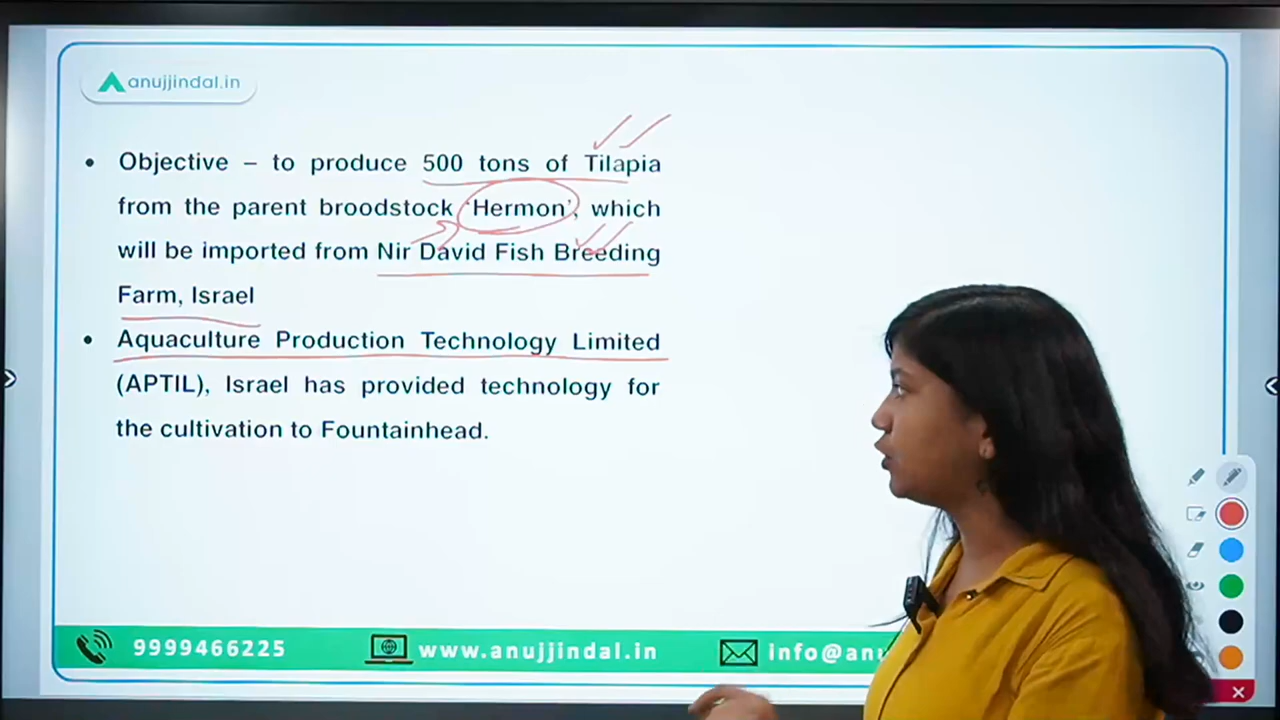 anujjindal.in
• Objective – to produce 500 tons of Tilapia
from the parent broodstock 'Hermon', which
will be imported from Nir David Fish Breeding
Farm, Israel
• Aquaculture Production Technology Limited
(APTIL), Israel has provided technology for
the cultivation to Fountainhead.
9999466225 www.anujjindal.in info@anu